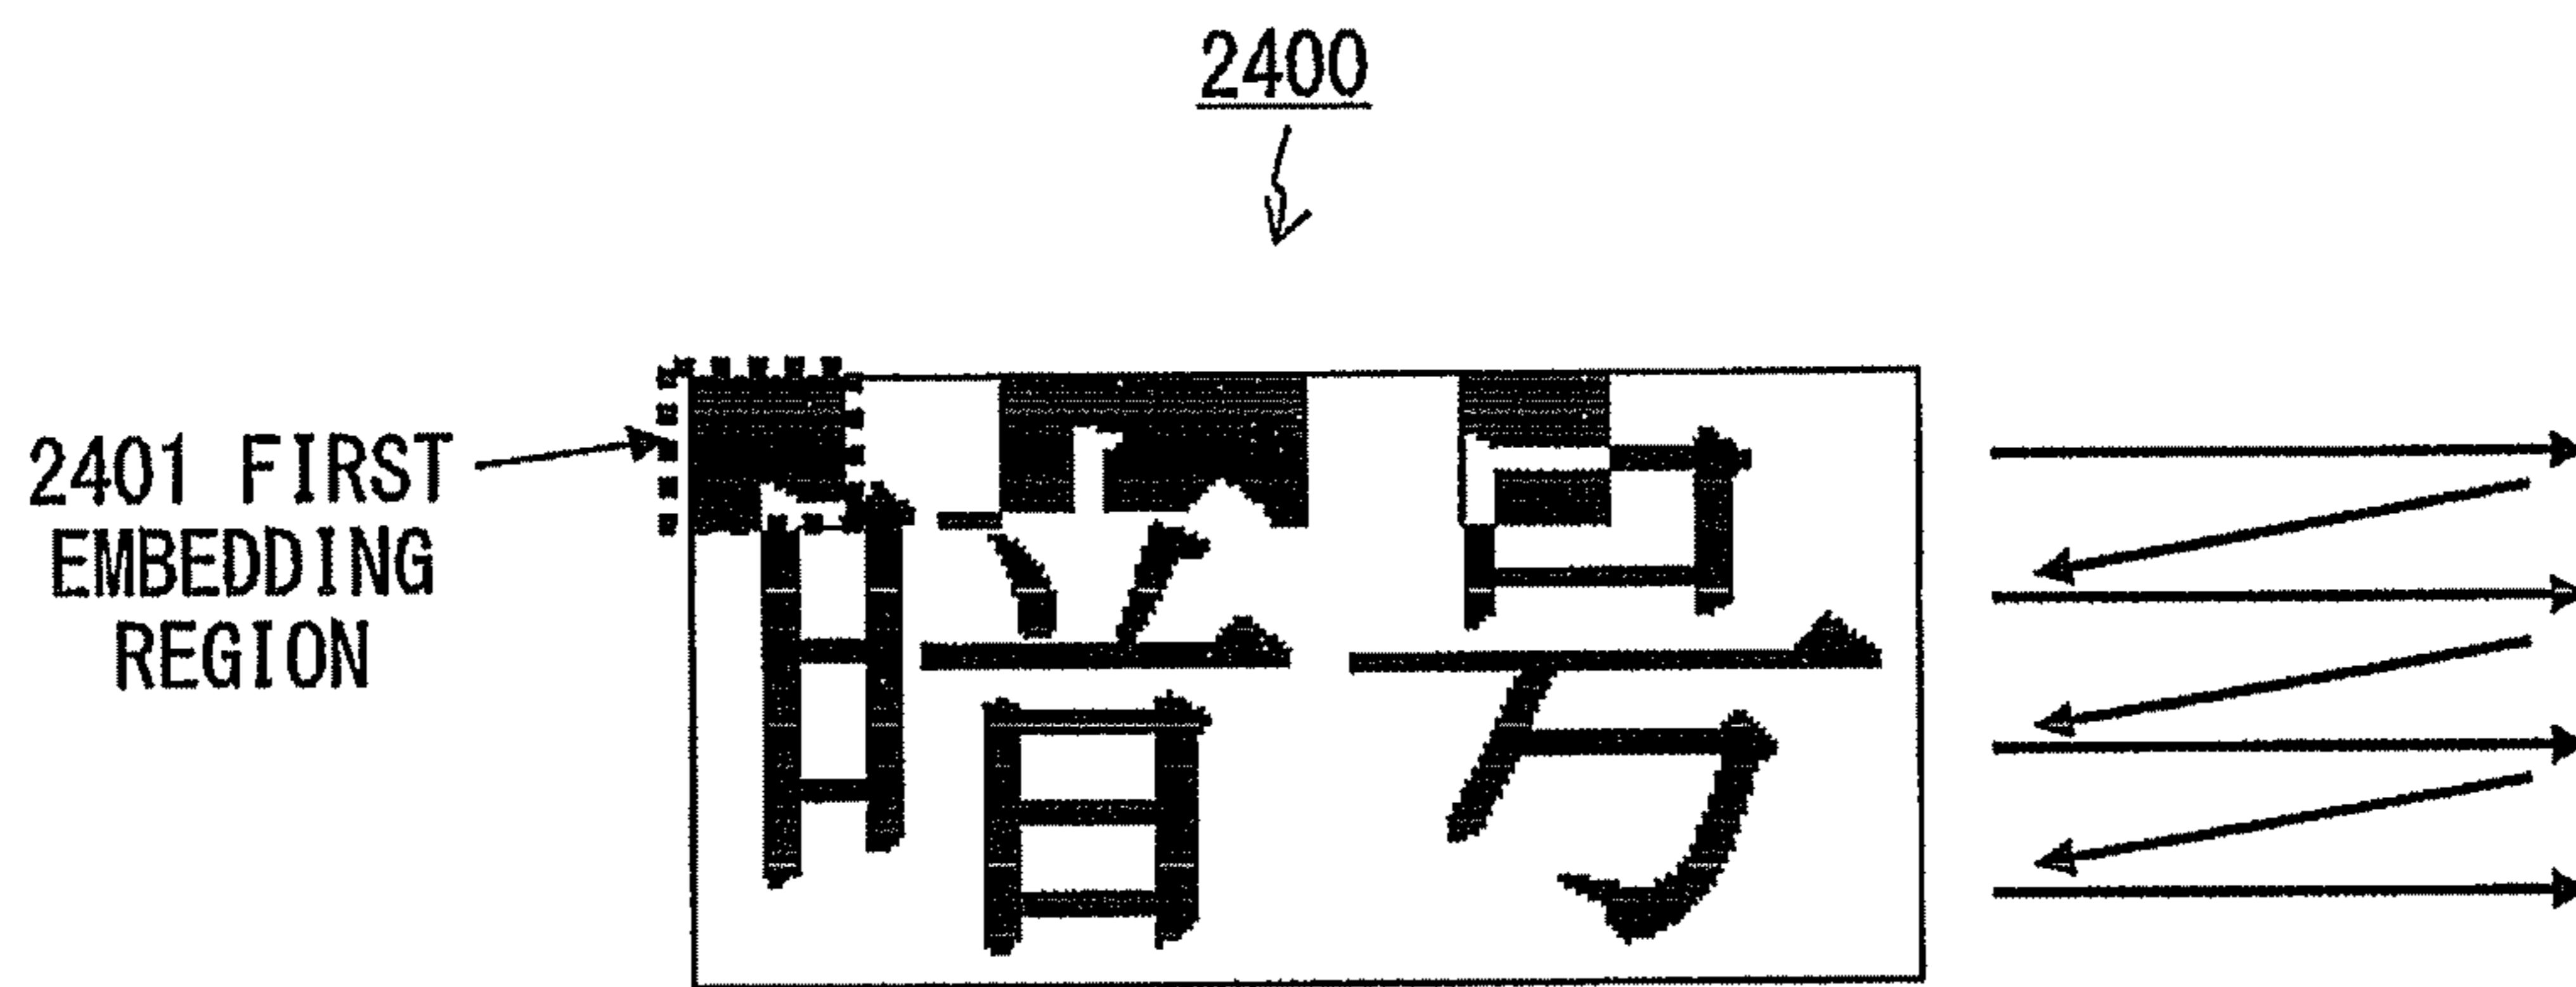 2400
2401 FIRST
EMBEDDING
REGION
暗号